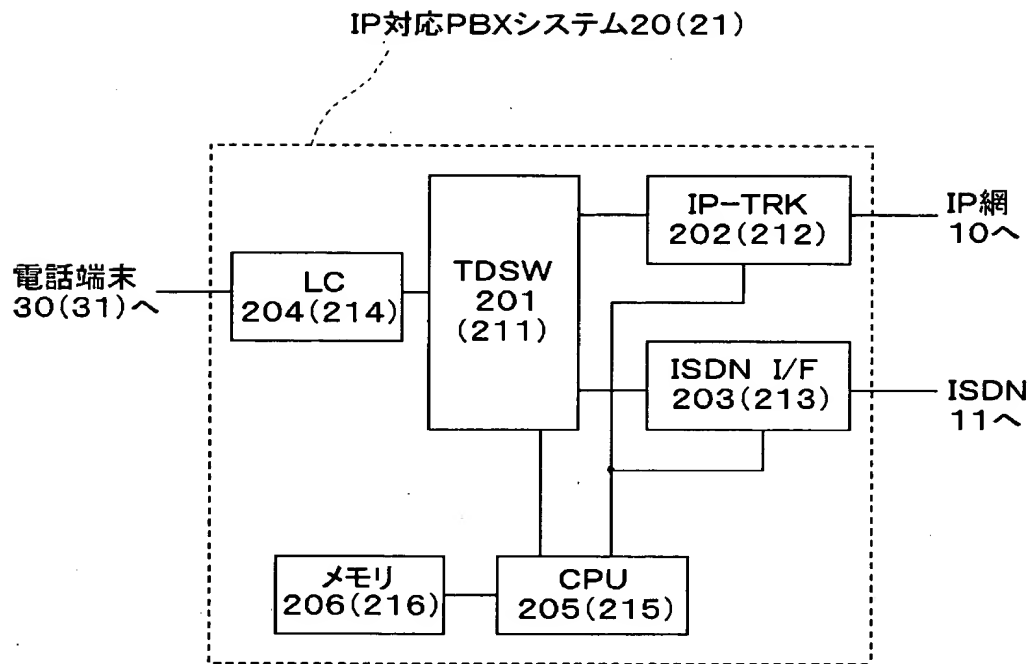 IP対応PBXシステム20(21)
IP-TRK
202(212)
IP網
10へ
電話端末
30(31)へ
LC
204(214)
TDSW
201
(211)
ISDN I/F
203(213)
ISDN
11へ
メモリ
206(216)
CPU
205(215)